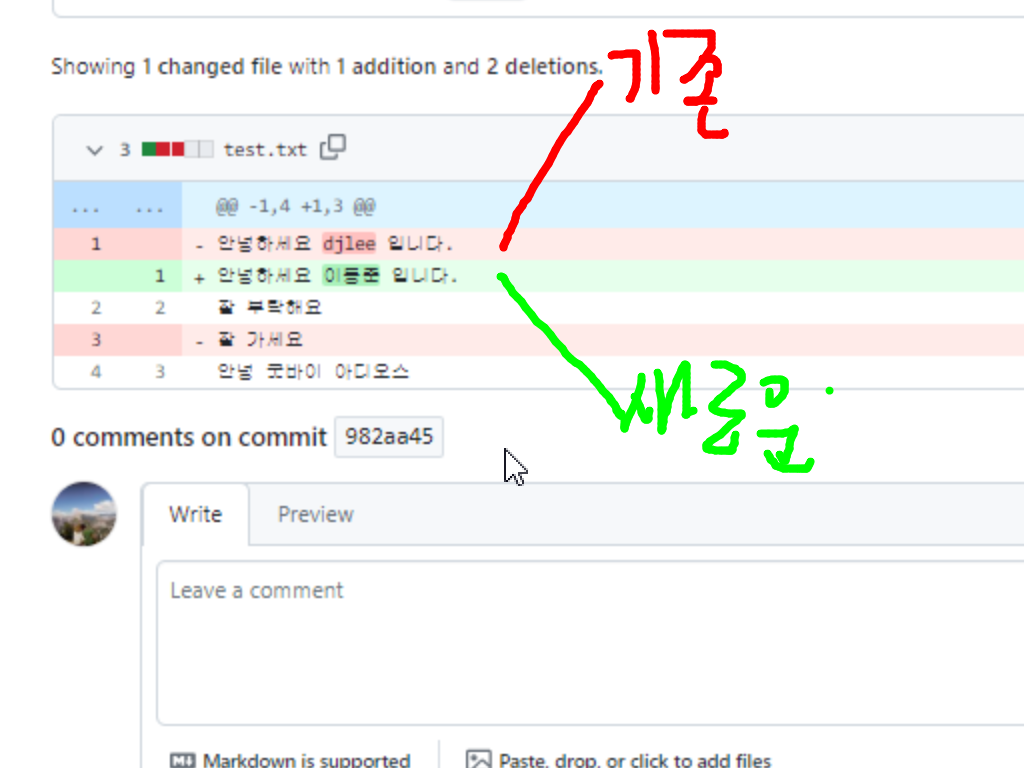 Showing 1 changed file with 1 addition and 2 deletions.
기존
3 test.txt
... ... @@ -1,4 +1,3 @@
1 - 안녕하세요 djlee 입니다.
1 + 안녕하세요 이동준 입니다.
2 2 잘 부탁해요
3 - 잘 가세요
4 3 안녕 굿바이 아디오스
새로운
0 comments on commit 982aa45
Write Preview
Leave a comment
Markdown is supported Paste, drop, or click to add files